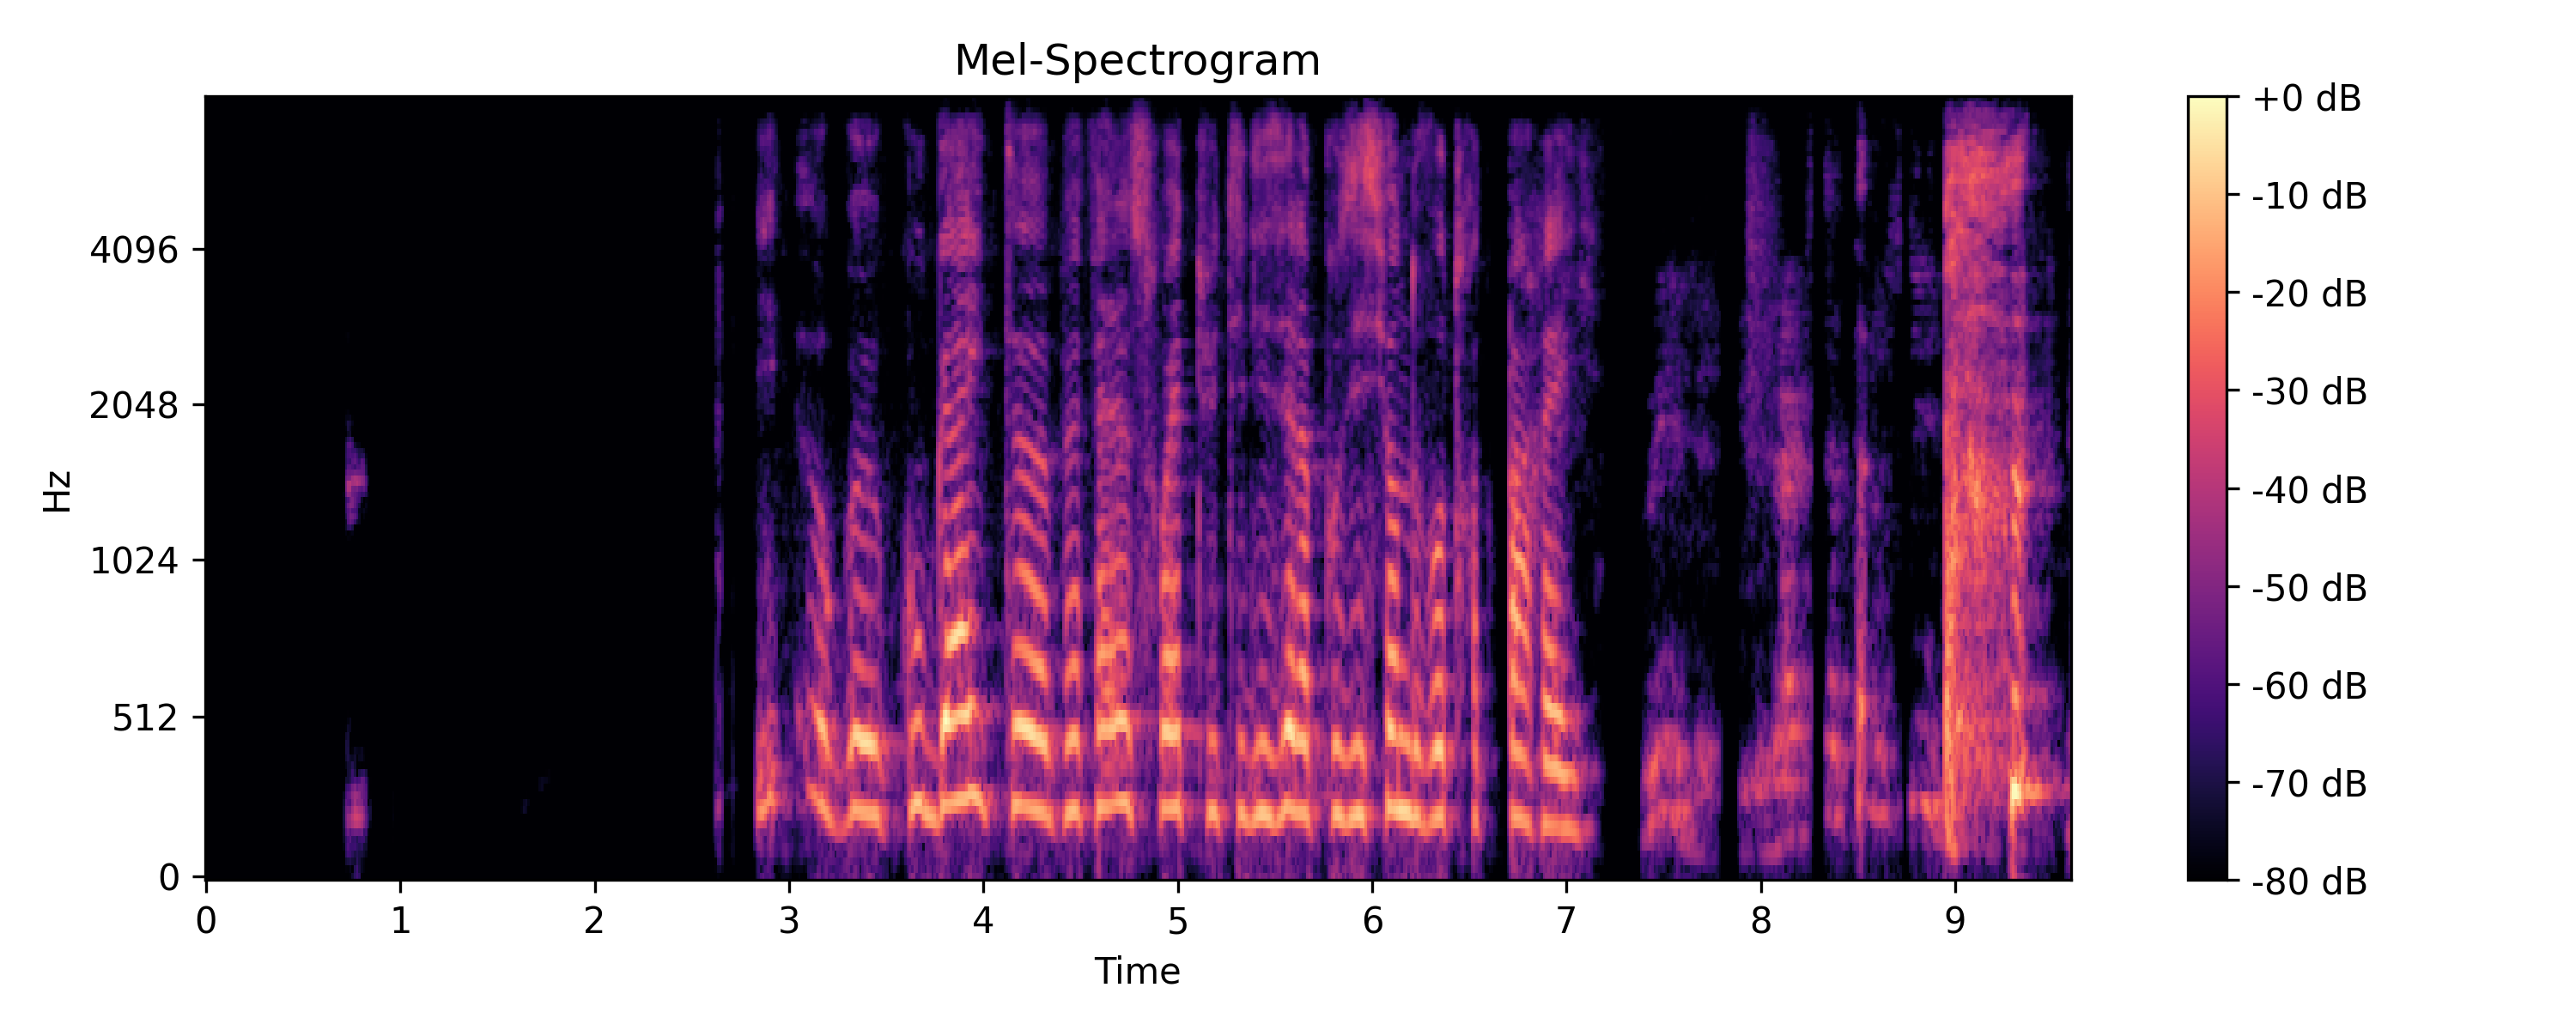 Mel-Spectrogram
+0 dB
-10 dB
-20 dB
-30 dB
-40 dB
-50 dB
-60 dB
-70 dB
-80 dB
4096
2048
1024
512
0
Hz
0 1 2 3 4 5 6 7 8 9
Time